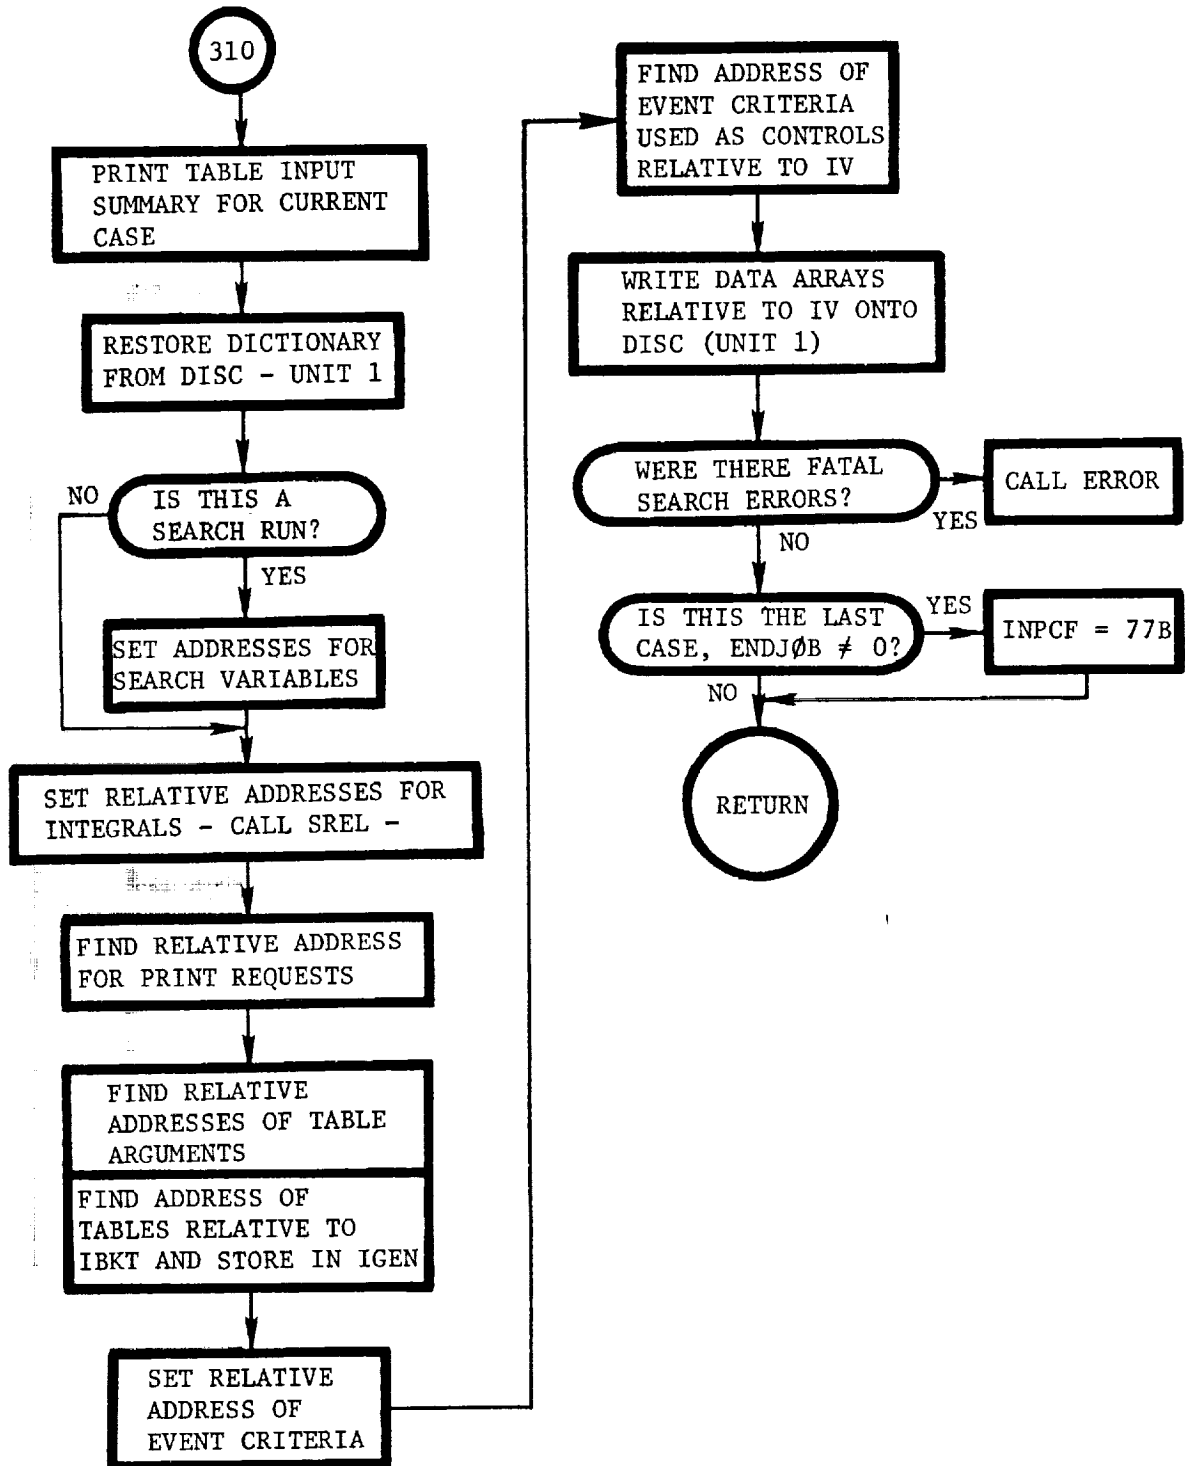 310
PRINT TABLE INPUT
SUMMARY FOR CURRENT
CASE
RESTORE DICTIONARY
FROM DISC - UNIT 1
NO
IS THIS A
SEARCH RUN?
YES
SET ADDRESSES FOR
SEARCH VARIABLES
SET RELATIVE ADDRESSES FOR
INTEGRALS - CALL SREL -
FIND RELATIVE ADDRESS
FOR PRINT REQUESTS
FIND RELATIVE
ADDRESSES OF TABLE
ARGUMENTS
FIND ADDRESS OF
TABLES RELATIVE TO
IBKT AND STORE IN IGEN
SET RELATIVE
ADDRESS OF
EVENT CRITERIA
FIND ADDRESS OF
EVENT CRITERIA
USED AS CONTROLS
RELATIVE TO IV
WRITE DATA ARRAYS
RELATIVE TO IV ONTO
DISC (UNIT 1)
WERE THERE FATAL
SEARCH ERRORS?
YES
CALL ERROR
NO
IS THIS THE LAST
CASE, ENDJØB ≠ 0?
YES
INPCF = 77B
NO
RETURN